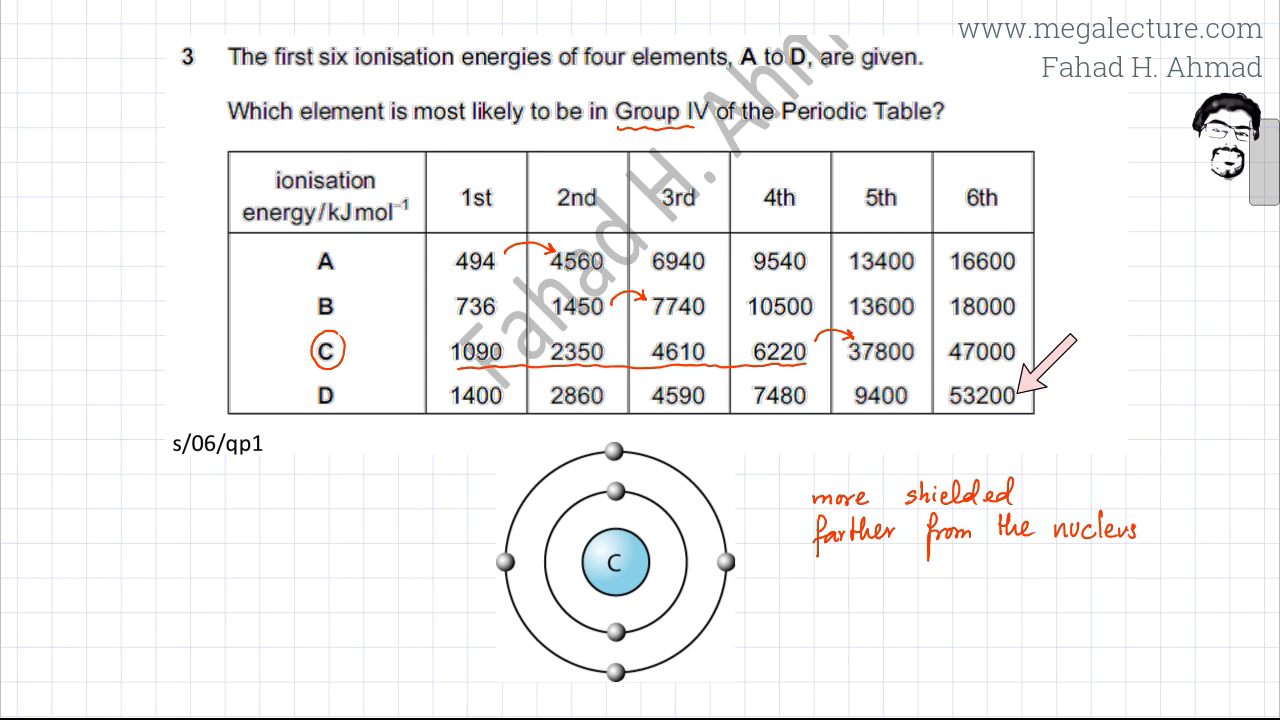 www.megalecture.com
Fahad H. Ahmad
3 The first six ionisation energies of four elements, A to D, are given.
Which element is most likely to be in Group IV of the Periodic Table?
ionisation energy/kJ mol⁻¹ 1st 2nd 3rd 4th 5th 6th
A 494 4560 6940 9540 13400 16600
B 736 1450 7740 10500 13600 18000
C 1090 2350 4610 6220 37800 47000
D 1400 2860 4590 7480 9400 53200
Fahad H. Ahm
s/06/qp1
C
more shielded
farther from the nucleus